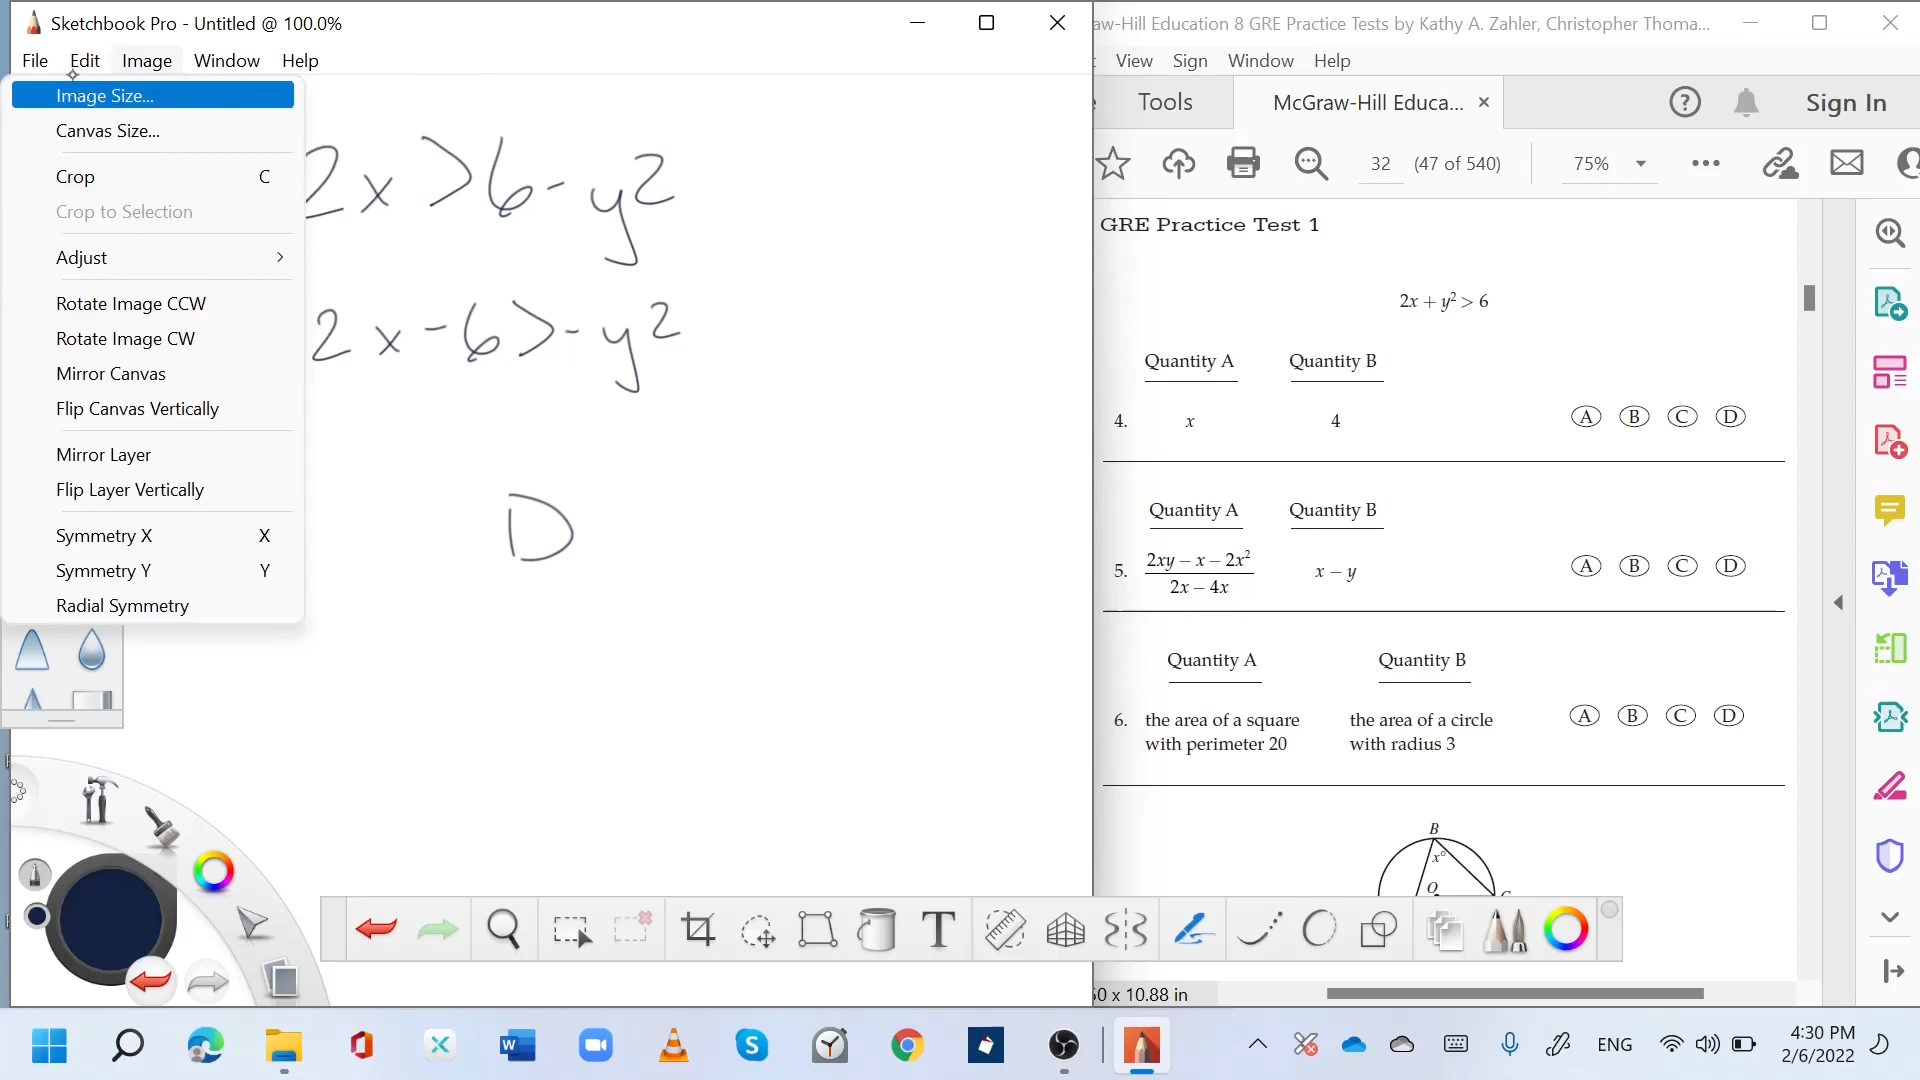 Sketchbook Pro - Untitled @ 100.0%
File Edit Image Window Help
Image Size...
Canvas Size...
Crop C
Crop to Selection
Adjust
Rotate Image CCW
Rotate Image CW
Mirror Canvas
Flip Canvas Vertically
Mirror Layer
Flip Layer Vertically
Symmetry X X
Symmetry Y Y
Radial Symmetry
2x > 6 - y2
2x - 6 > - y2
D
aw-Hill Education 8 GRE Practice Tests by Kathy A. Zahler, Christopher Thoma...
View Sign Window Help
Tools McGraw-Hill Educa... Sign In
32 (47 of 540) 75%
GRE Practice Test 1
2x + y² > 6
Quantity A Quantity B
4. x 4 A B C D
Quantity A Quantity B
5. (2xy − x − 2x²)/(2x − 4x) x − y A B C D
Quantity A Quantity B
6. the area of a square with perimeter 20 the area of a circle with radius 3 A B C D
B
x°
O
T
50 x 10.88 in
ENG
4:30 PM
2/6/2022